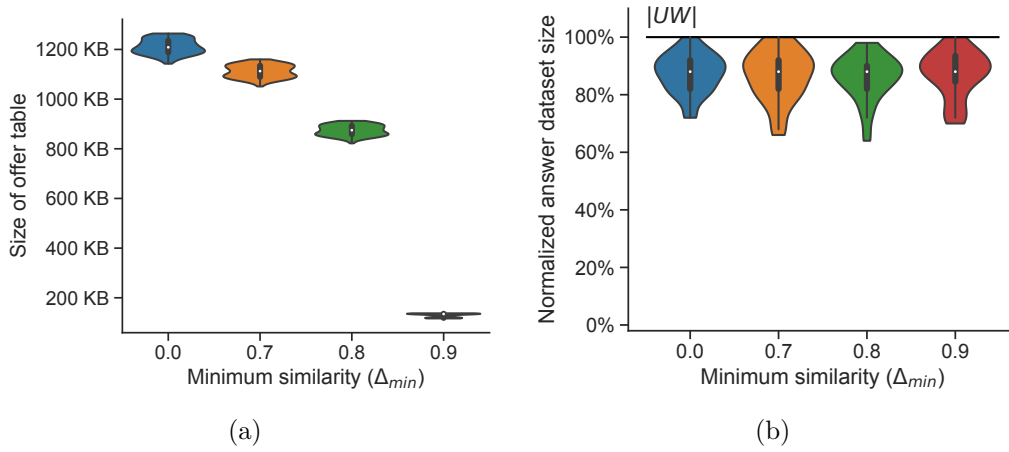 Size of offer table
1200 KB
1000 KB
800 KB
600 KB
400 KB
200 KB
0.0 0.7 0.8 0.9
Minimum similarity (Δmin)
(a)
|UW|
Normalized answer dataset size
100%
80%
60%
40%
20%
0%
0.0 0.7 0.8 0.9
Minimum similarity (Δmin)
(b)